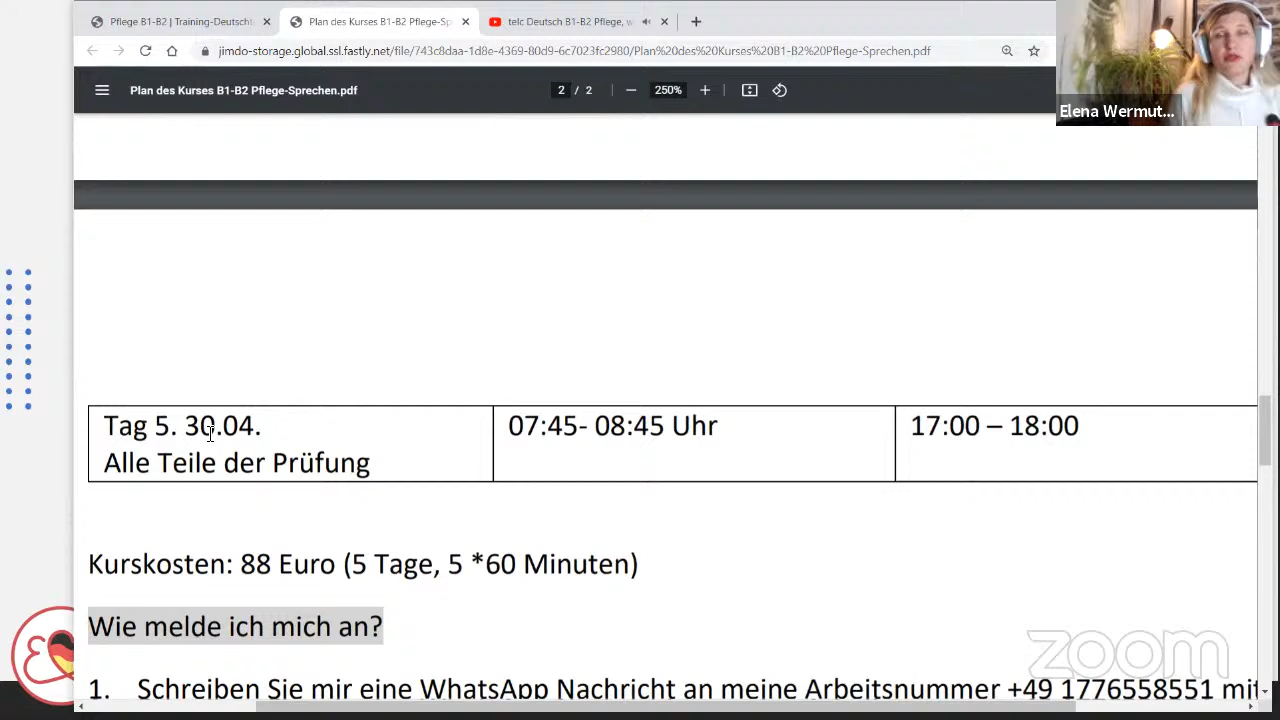 Pflege B1-B2 | Training-Deutscht
Plan des Kurses B1-B2 Pflege-Sp
telc Deutsch B1-B2 Pflege, w
jimdo-storage.global.ssl.fastly.net/file/743c8daa-1d8e-4369-80d9-6c7023fc2980/Plan%20des%20Kurses%20B1-B2%20Pflege-Sprechen.pdf
Plan des Kurses B1-B2 Pflege-Sprechen.pdf
2 / 2
250%
Elena Wermut...
Tag 5. 30.04.
Alle Teile der Prüfung
07:45- 08:45 Uhr
17:00 – 18:00
Kurskosten: 88 Euro (5 Tage, 5 *60 Minuten)
Wie melde ich mich an?
zoom
1. Schreiben Sie mir eine WhatsApp Nachricht an meine Arbeitsnummer +49 1776558551 mit